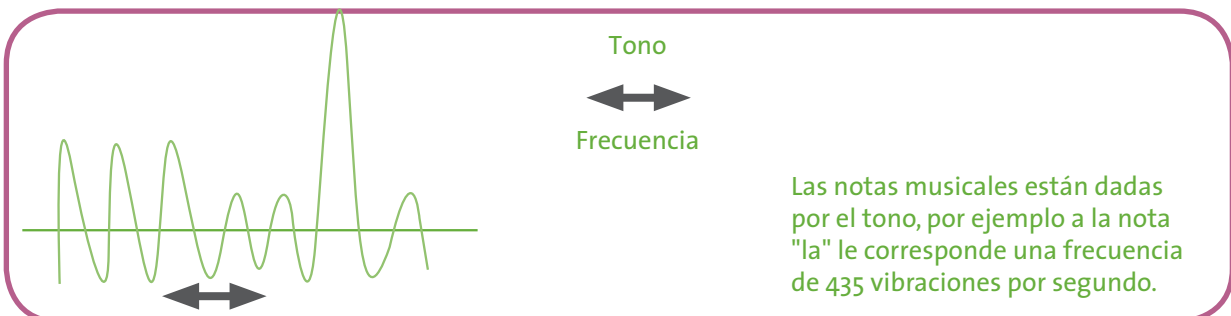 Tono
Frecuencia
Las notas musicales están dadas
por el tono, por ejemplo a la nota
"la" le corresponde una frecuencia
de 435 vibraciones por segundo.